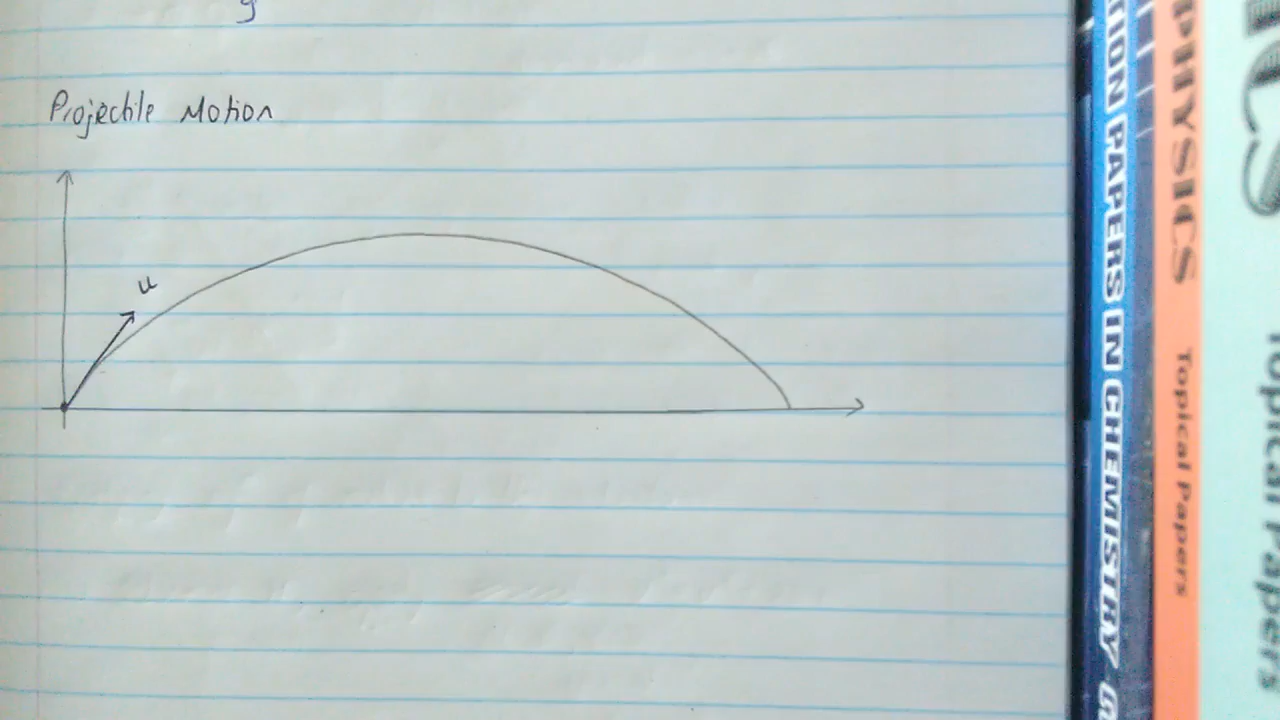 g
Projectile Motion
u
TION PAPERS IN CHEMISTRY
PHYSICS Topical Papers
Topical Papers